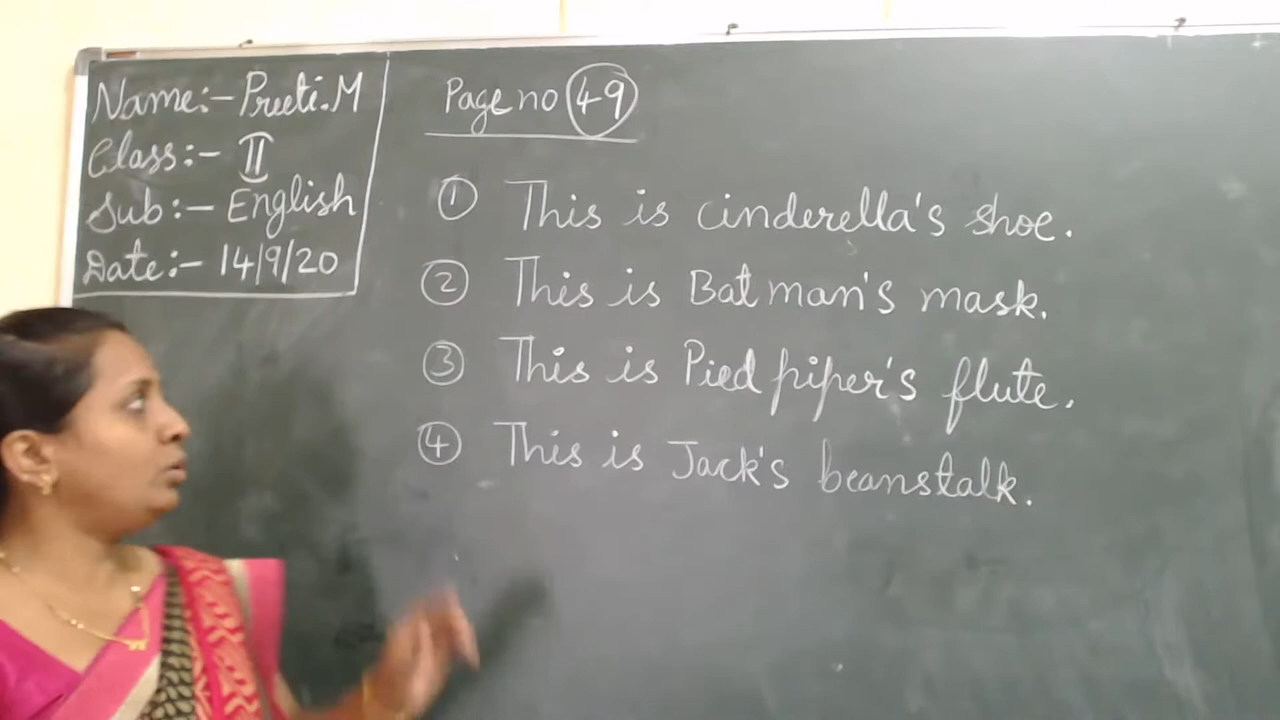 Name:- Preeti.M
Class:- II
Sub:- English
Date:- 14/9/20
Page no 49
1 This is cinderella's shoe.
2 This is Batman's mask.
3 This is Pied piper's flute.
4 This is Jack's beanstalk.